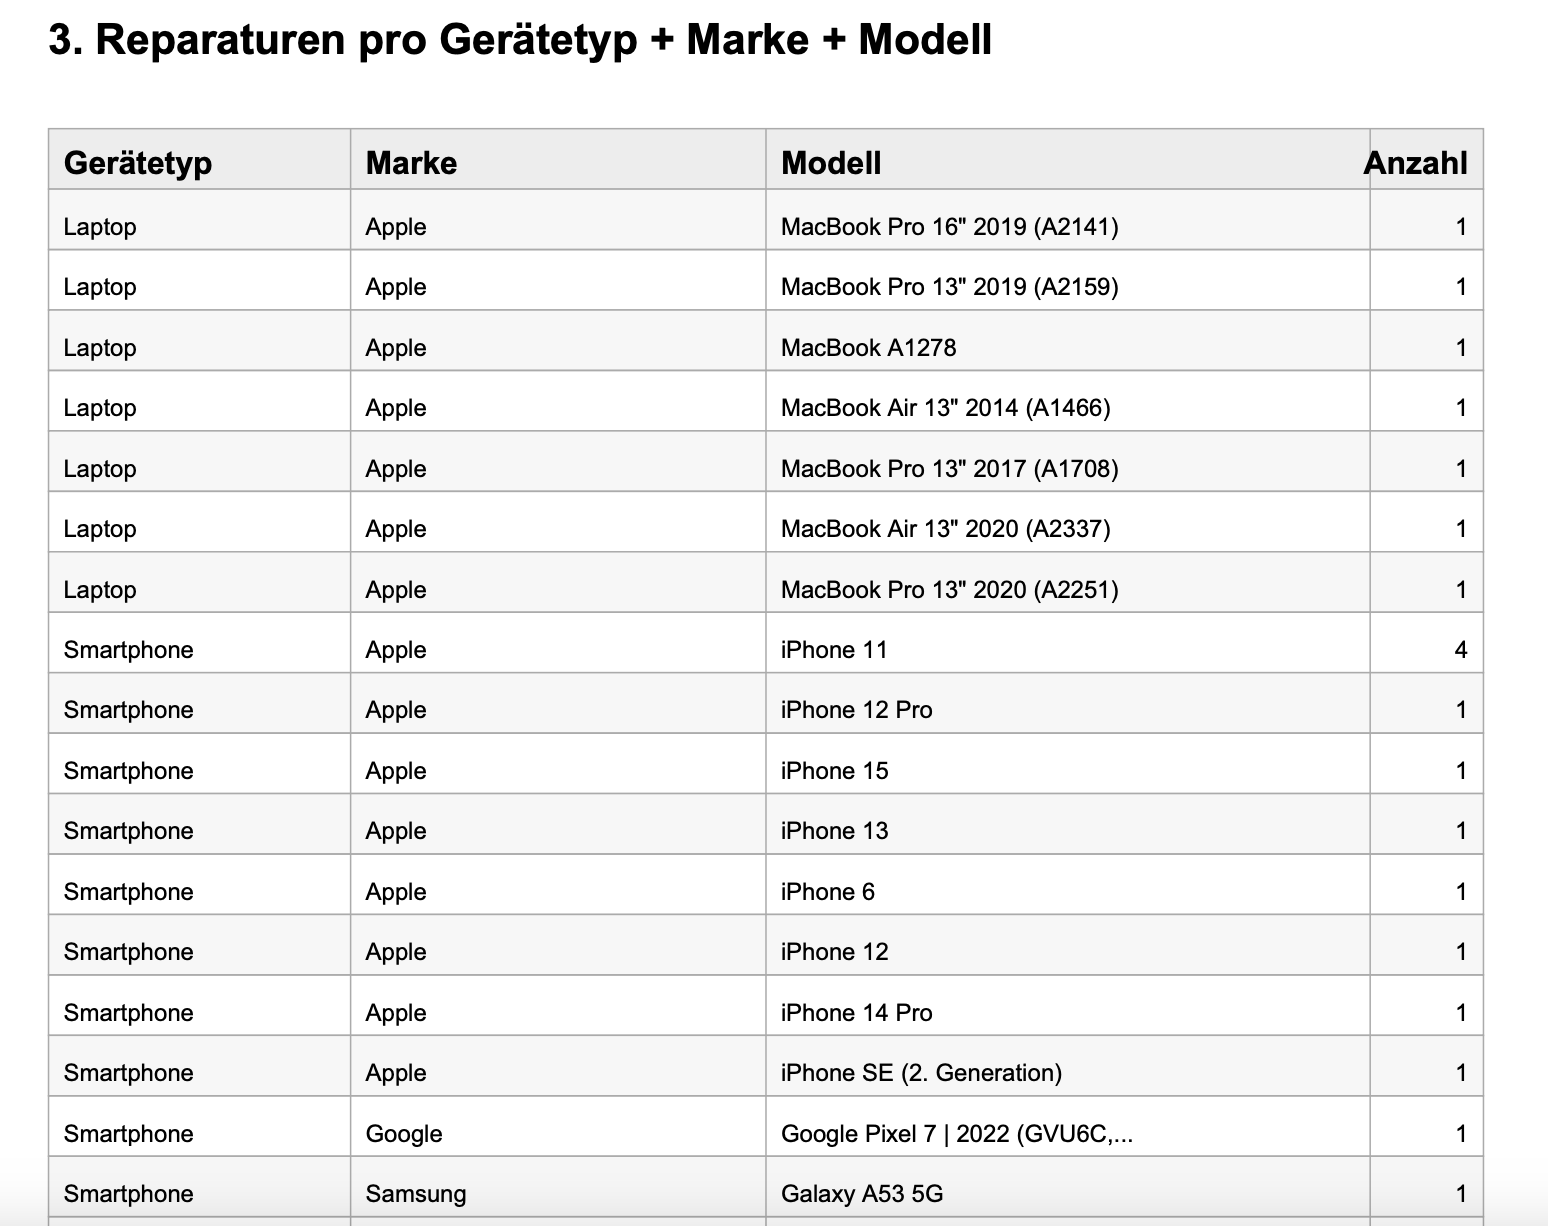 3. Reparaturen pro Gerätetyp + Marke + Modell
Gerätetyp Marke Modell Anzahl
Laptop Apple MacBook Pro 16" 2019 (A2141) 1
Laptop Apple MacBook Pro 13" 2019 (A2159) 1
Laptop Apple MacBook A1278 1
Laptop Apple MacBook Air 13" 2014 (A1466) 1
Laptop Apple MacBook Pro 13" 2017 (A1708) 1
Laptop Apple MacBook Air 13" 2020 (A2337) 1
Laptop Apple MacBook Pro 13" 2020 (A2251) 1
Smartphone Apple iPhone 11 4
Smartphone Apple iPhone 12 Pro 1
Smartphone Apple iPhone 15 1
Smartphone Apple iPhone 13 1
Smartphone Apple iPhone 6 1
Smartphone Apple iPhone 12 1
Smartphone Apple iPhone 14 Pro 1
Smartphone Apple iPhone SE (2. Generation) 1
Smartphone Google Google Pixel 7 | 2022 (GVU6C,... 1
Smartphone Samsung Galaxy A53 5G 1